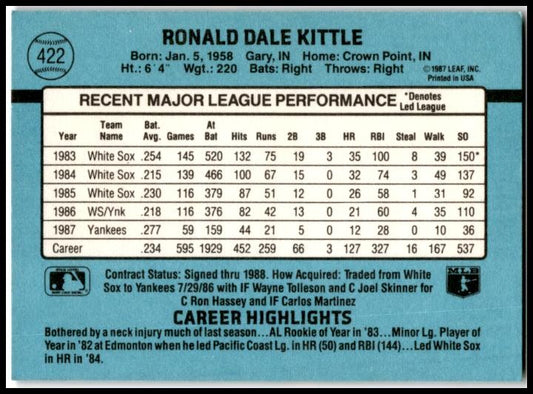 422
RONALD DALE KITTLE
Born: Jan. 5, 1958 Gary, IN Home: Crown Point, IN
Ht.: 6´4˝ Wgt.: 220 Bats: Right Throws: Right
©1987 LEAF, INC.
Printed in USA
RECENT MAJOR LEAGUE PERFORMANCE *Denotes Led League
Year Team Name Bat. Avg. Games At Bat Hits Runs 2B 3B HR RBI Steal Walk SO
1983 White Sox .254 145 520 132 75 19 3 35 100 8 39 150*
1984 White Sox .215 139 466 100 67 15 0 32 74 3 49 137
1985 White Sox .230 116 379 87 51 12 0 26 58 1 31 92
1986 WS/Ynk .218 116 376 82 42 13 0 21 60 4 35 110
1987 Yankees .277 59 159 44 21 5 0 12 28 0 10 36
Career .234 595 1929 452 259 66 3 127 327 16 167 537
Contract Status: Signed thru 1988. How Acquired: Traded from White
Sox to Yankees 7/29/86 with IF Wayne Tolleson and C Joel Skinner for
C Ron Hassey and IF Carlos Martinez
MLB
CAREER HIGHLIGHTS
Bothered by a neck injury much of last season...AL Rookie of Year in '83...Minor Lg. Player of
Year in '82 at Edmonton when he led Pacific Coast Lg. in HR (50) and RBI (144)...Led White Sox
in HR in '84.